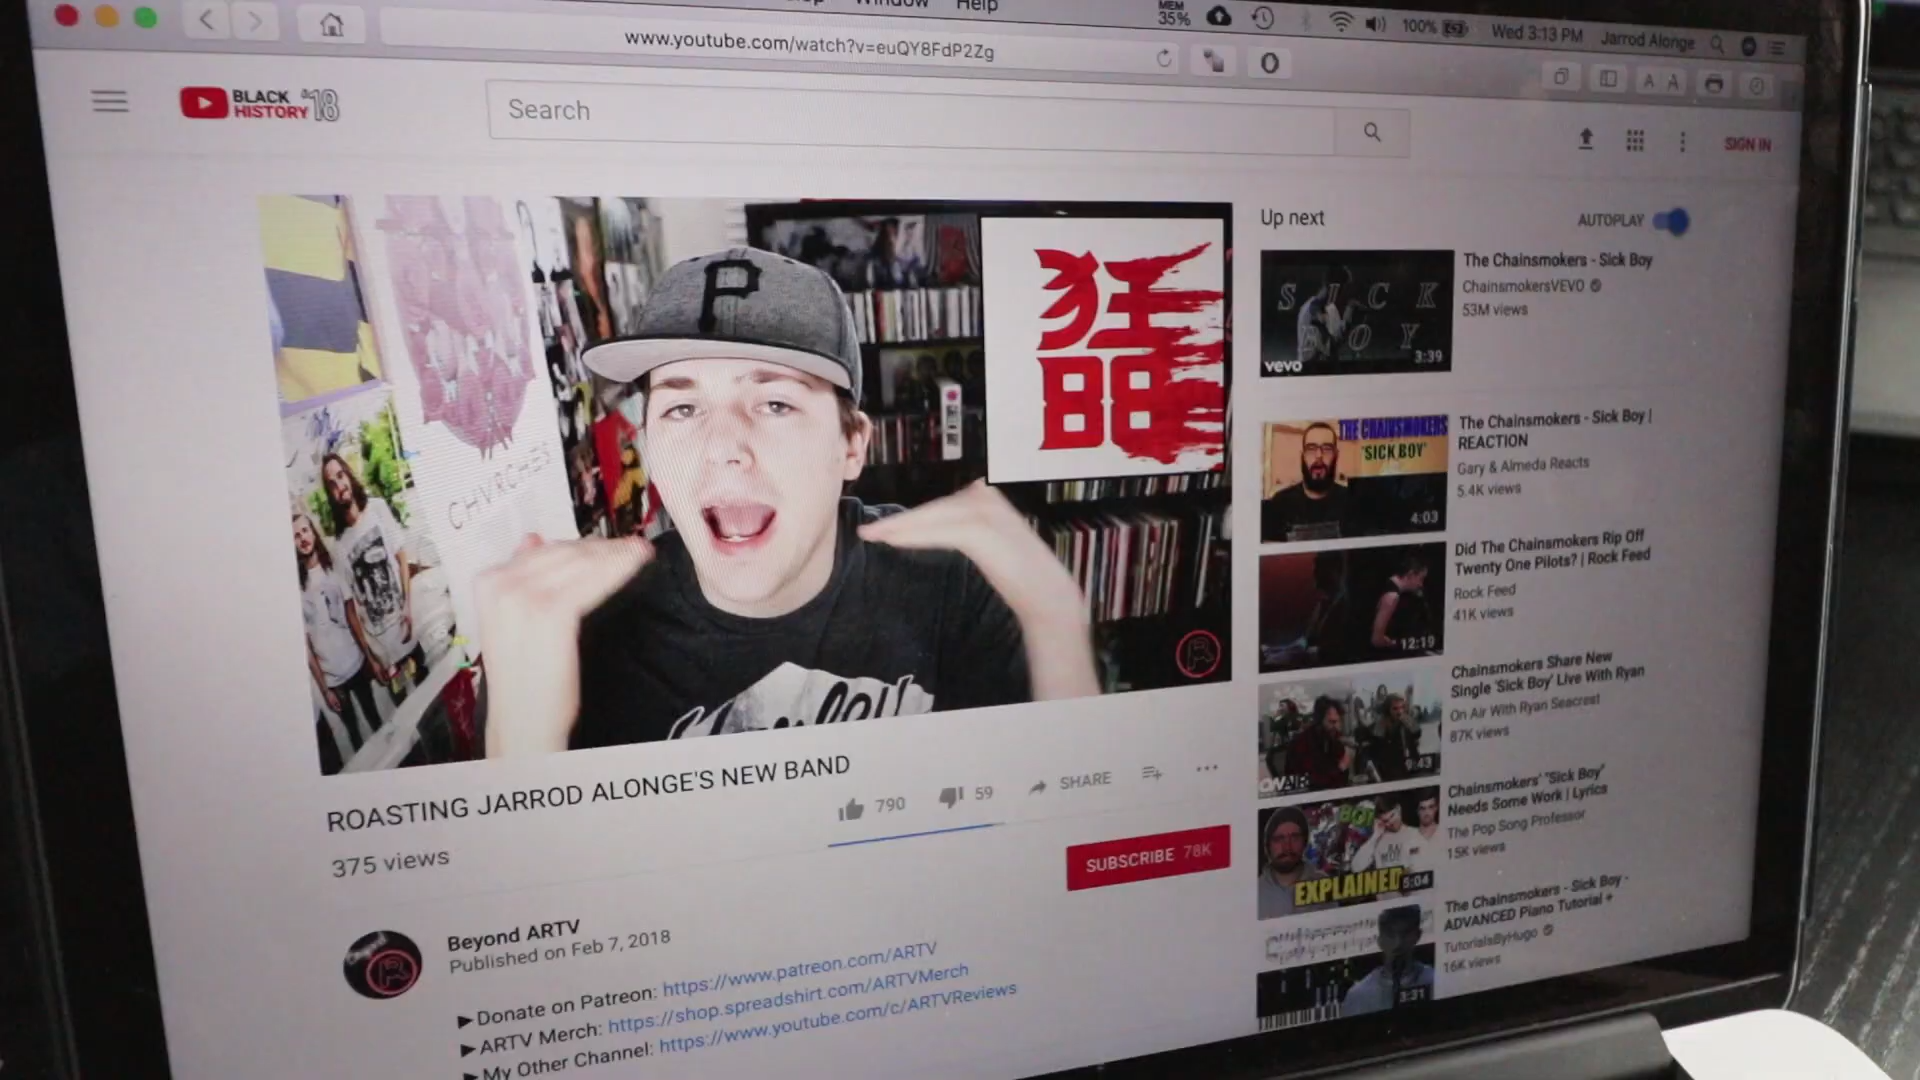 Window Help
MEM
35%
100%
Wed 3:13 PM
Jarrod Alonge
www.youtube.com/watch?v=euQY8FdP2Zg
A A
BLACK
HISTORY '18
Search
SIGN IN
P
CHVRCHES
Up next
AUTOPLAY
SICK
BOY
vevo
3:39
The Chainsmokers - Sick Boy
ChainsmokersVEVO
53M views
THE CHAINSMOKERS
'SICK BOY'
4:03
The Chainsmokers - Sick Boy |
REACTION
Gary & Almeda Reacts
5.4K views
12:19
Did The Chainsmokers Rip Off
Twenty One Pilots? | Rock Feed
Rock Feed
41K views
ON AIR
9:43
Chainsmokers Share New
Single 'Sick Boy' Live With Ryan
On Air With Ryan Seacrest
87K views
EXPLAINED
5:04
Chainsmokers' "Sick Boy"
Needs Some Work | Lyrics
The Pop Song Professor
15K views
3:31
The Chainsmokers - Sick Boy -
ADVANCED Piano Tutorial +
TutorialsByHugo
16K views
ROASTING JARROD ALONGE'S NEW BAND
375 views
790
59
SHARE
SUBSCRIBE 78K
Beyond ARTV
Published on Feb 7, 2018
►Donate on Patreon: https://www.patreon.com/ARTV
►ARTV Merch: https://shop.spreadshirt.com/ARTVMerch
►My Other Channel: https://www.youtube.com/c/ARTVReviews